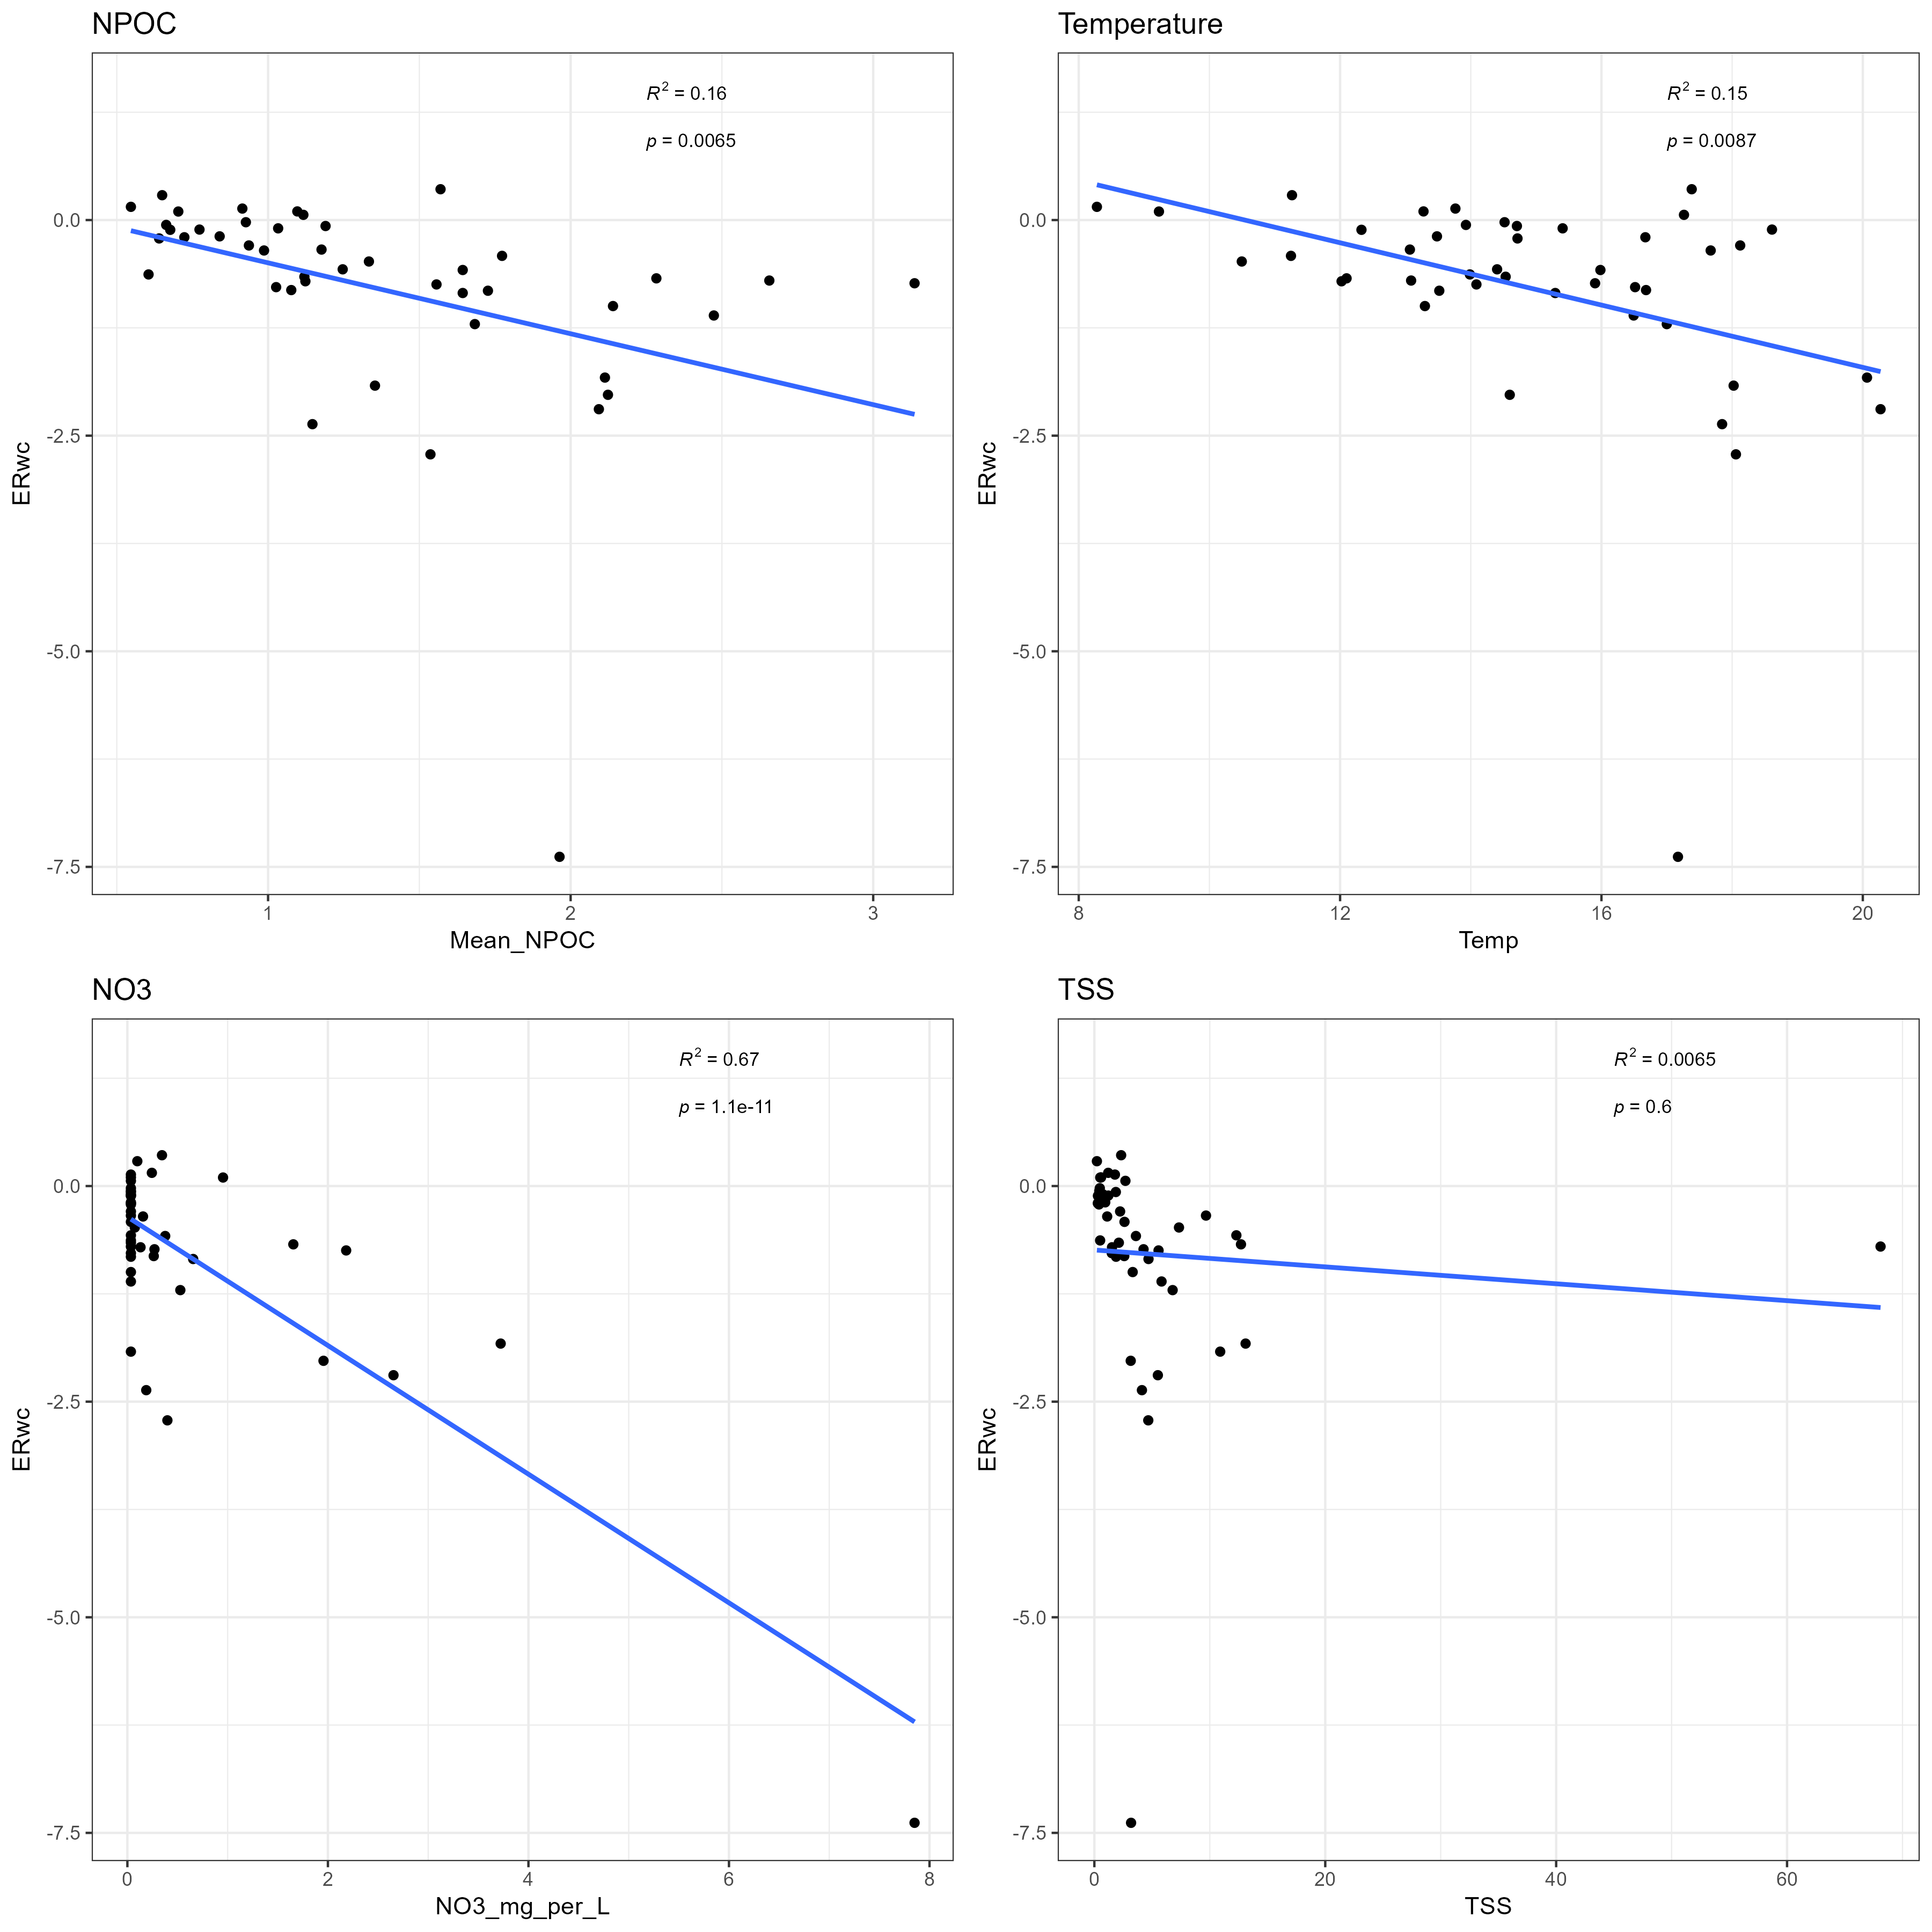 NPOC
R2 = 0.16
p = 0.0065
0.0
-2.5
-5.0
-7.5
ERwc
1 2 3
Mean_NPOC
Temperature
R2 = 0.15
p = 0.0087
0.0
-2.5
-5.0
-7.5
ERwc
8 12 16 20
Temp
NO3
R2 = 0.67
p = 1.1e-11
0.0
-2.5
-5.0
-7.5
ERwc
0 2 4 6 8
NO3_mg_per_L
TSS
R2 = 0.0065
p = 0.6
0.0
-2.5
-5.0
-7.5
ERwc
0 20 40 60
TSS